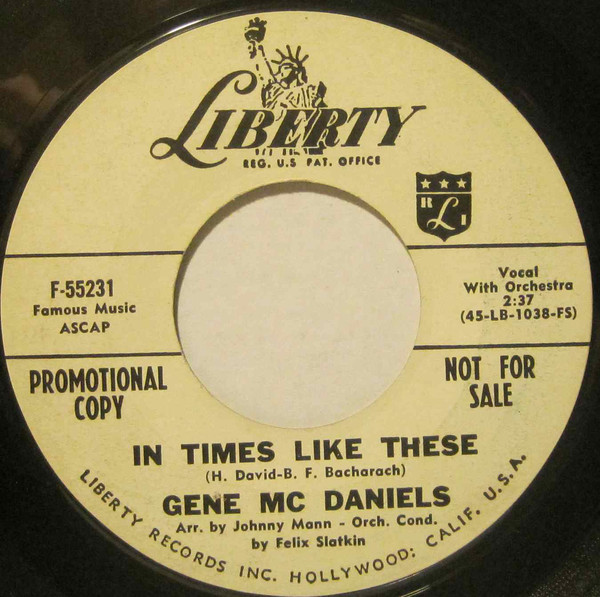 LIBERTY
REG. U.S. PAT. OFFICE
R L I
F-55231
Famous Music
ASCAP
Vocal
With Orchestra
2:37
(45-LB-1038-FS)
PROMOTIONAL
COPY
NOT FOR
SALE
IN TIMES LIKE THESE
(H. David-B. F. Bacharach)
GENE MC DANIELS
Arr. by Johnny Mann - Orch. Cond.
by Felix Slatkin
LIBERTY RECORDS INC. HOLLYWOOD; CALIF. U.S.A.